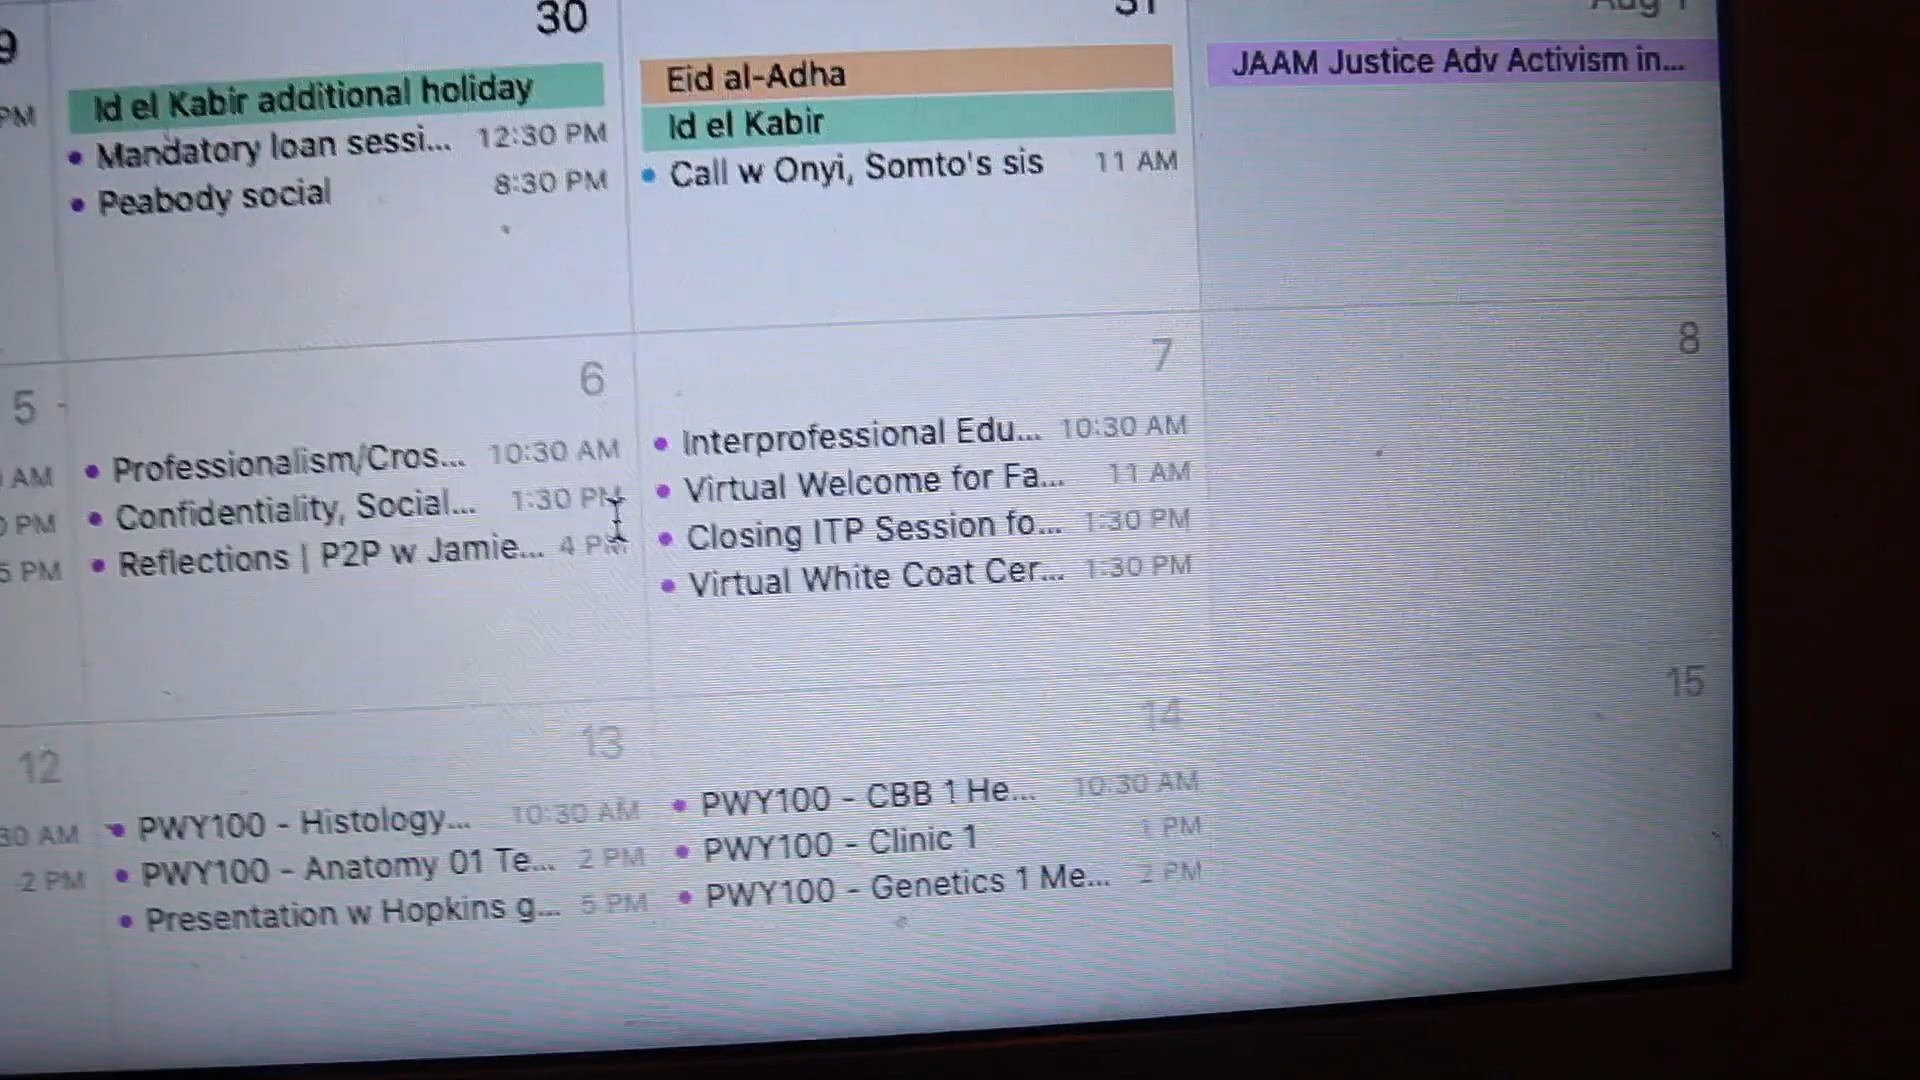 9
30
31
Aug 1
PM
Id el Kabir additional holiday
Mandatory loan sessi... 12:30 PM
Peabody social 8:30 PM
Eid al-Adha
Id el Kabir
Call w Onyi, Somto's sis 11 AM
JAAM Justice Adv Activism in...
5
6
7
8
AM
PM
5 PM
Professionalism/Cros... 10:30 AM
Confidentiality, Social... 1:30 PM
Reflections | P2P w Jamie... 4 PM
Interprofessional Edu... 10:30 AM
Virtual Welcome for Fa... 11 AM
Closing ITP Session fo... 1:30 PM
Virtual White Coat Cer... 1:30 PM
12
13
14
15
30 AM
2 PM
PWY100 - Histology... 10:30 AM
PWY100 - Anatomy 01 Te... 2 PM
Presentation w Hopkins g... 5 PM
PWY100 - CBB 1 He... 10:30 AM
PWY100 - Clinic 1 1 PM
PWY100 - Genetics 1 Me... 2 PM